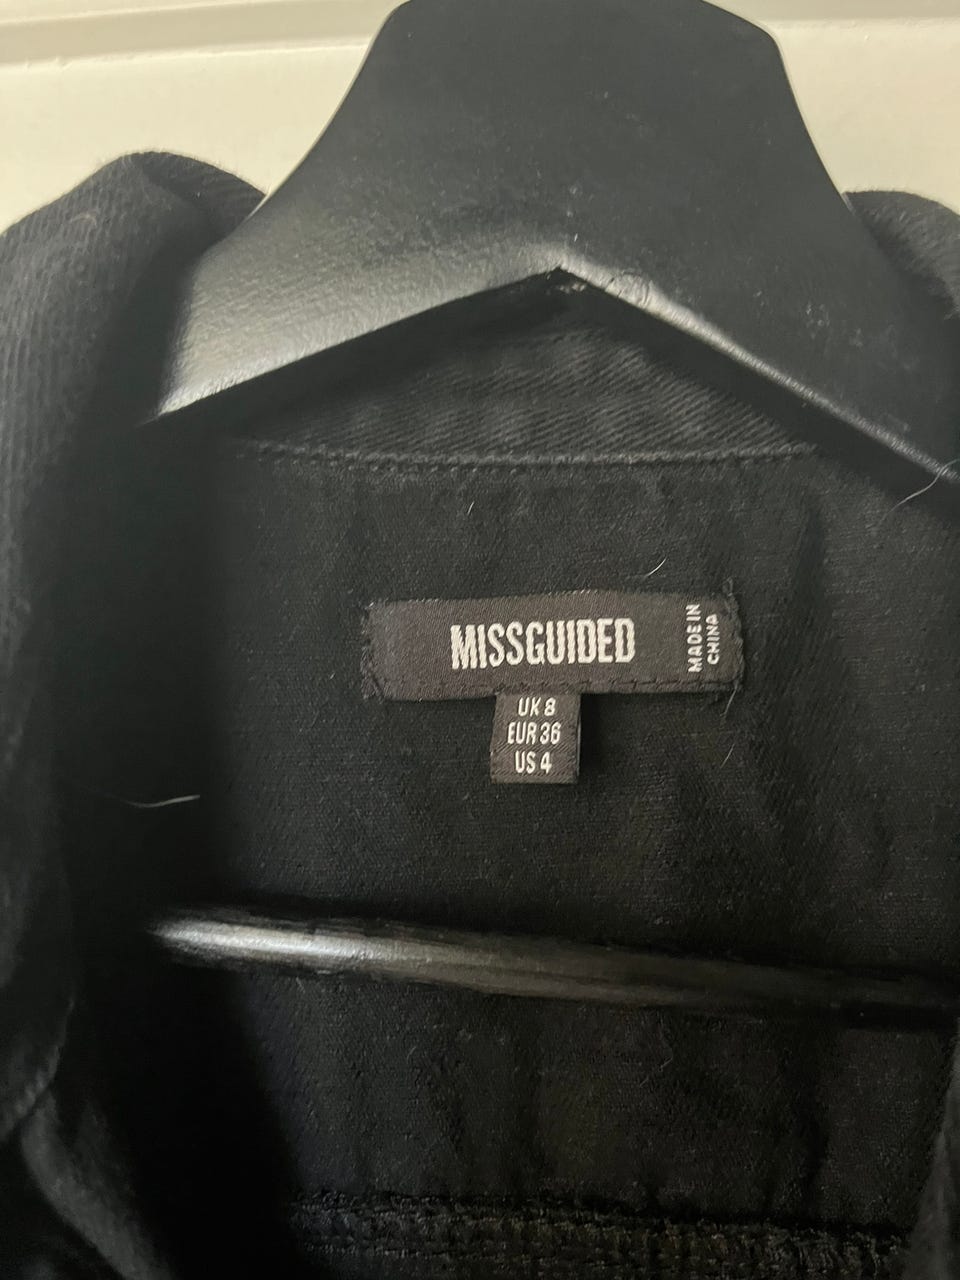 MISSGUIDED
MADE IN
CHINA
UK 8
EUR 36
US 4